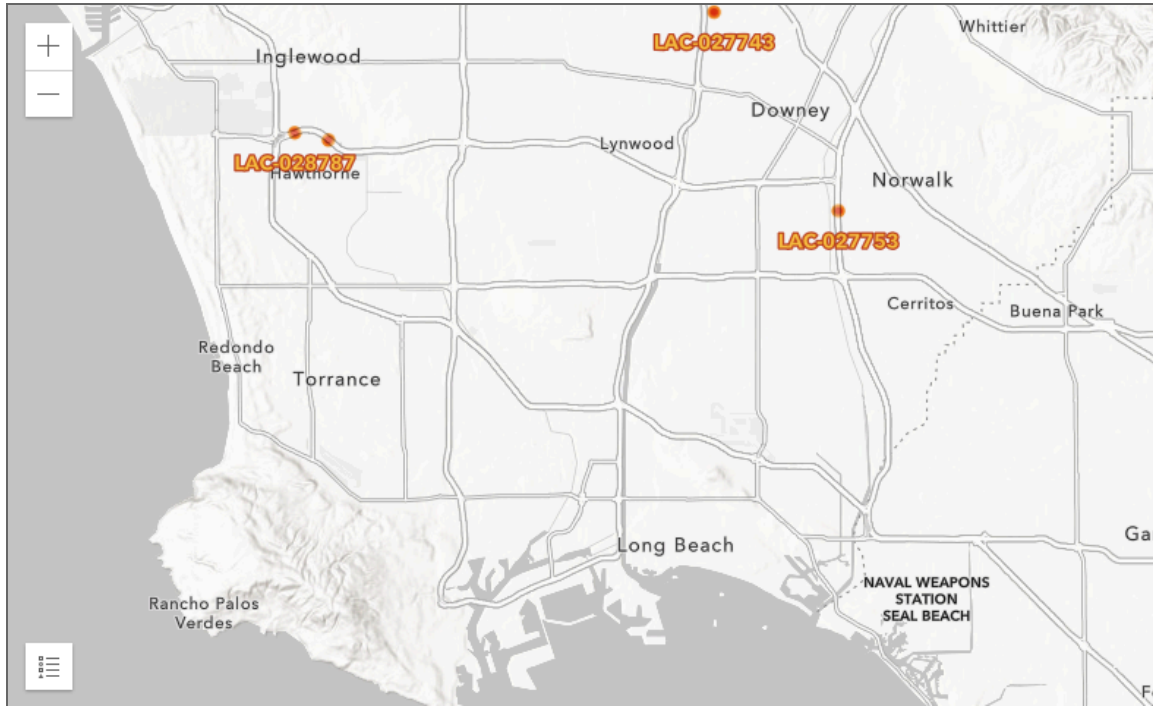 Whittier
LAC-027743
Inglewood
Downey
Lynwood
LAC-028787
Hawthorne
Norwalk
LAC-027753
Cerritos
Buena Park
Redondo
Beach
Torrance
Long Beach
Ga
NAVAL WEAPONS
STATION
SEAL BEACH
Rancho Palos
Verdes
Fo